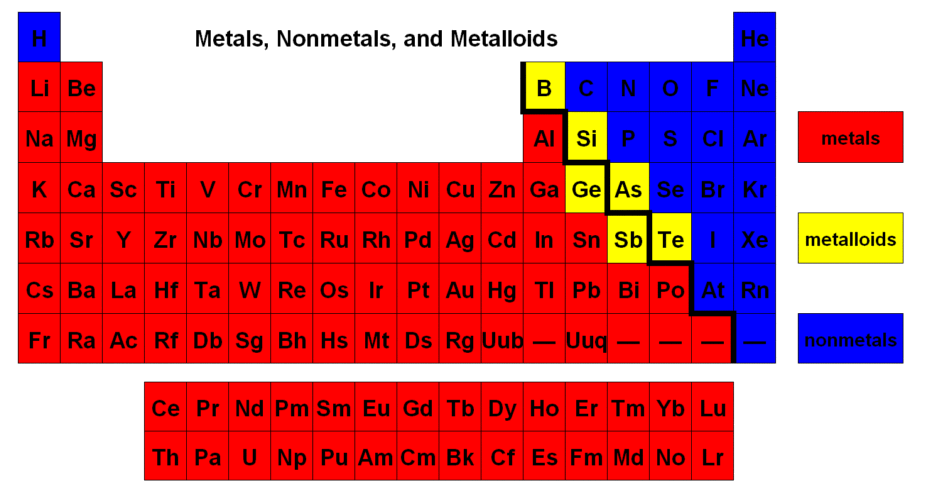 H Metals, Nonmetals, and Metalloids He
Li Be B C N O F Ne
Na Mg Al Si P S Cl Ar metals
K Ca Sc Ti V Cr Mn Fe Co Ni Cu Zn Ga Ge As Se Br Kr
Rb Sr Y Zr Nb Mo Tc Ru Rh Pd Ag Cd In Sn Sb Te I Xe metalloids
Cs Ba La Hf Ta W Re Os Ir Pt Au Hg Tl Pb Bi Po At Rn
Fr Ra Ac Rf Db Sg Bh Hs Mt Ds Rg Uub — Uuq — — — — nonmetals
Ce Pr Nd Pm Sm Eu Gd Tb Dy Ho Er Tm Yb Lu
Th Pa U Np Pu Am Cm Bk Cf Es Fm Md No Lr